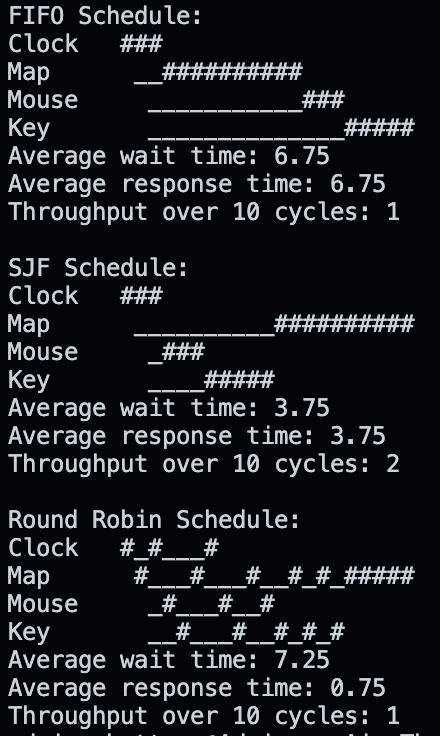 FIFO Schedule:
Clock   ###
Map      __##########
Mouse     ___________###
Key       ______________#####
Average wait time: 6.75
Average response time: 6.75
Throughput over 10 cycles: 1
SJF Schedule:
Clock   ###
Map      __________##########
Mouse     _###
Key       ____#####
Average wait time: 3.75
Average response time: 3.75
Throughput over 10 cycles: 2
Round Robin Schedule:
Clock   #_#___#
Map      #___#___#__#_#_#####
Mouse     _#___#__#
Key       __#___#__#_#_#
Average wait time: 7.25
Average response time: 0.75
Throughput over 10 cycles: 1